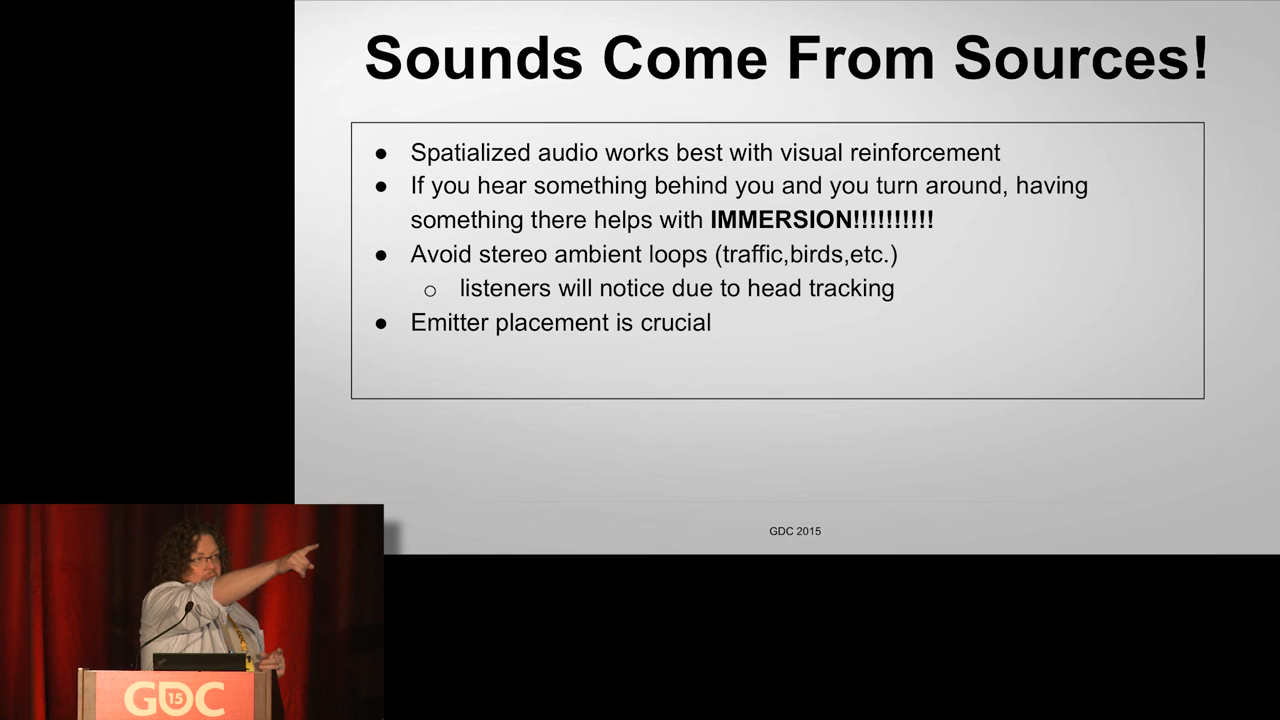 Sounds Come From Sources!
● Spatialized audio works best with visual reinforcement
● If you hear something behind you and you turn around, having
something there helps with IMMERSION!!!!!!!!!!
● Avoid stereo ambient loops (traffic,birds,etc.)
○ listeners will notice due to head tracking
● Emitter placement is crucial
GDC 2015
GDC
15